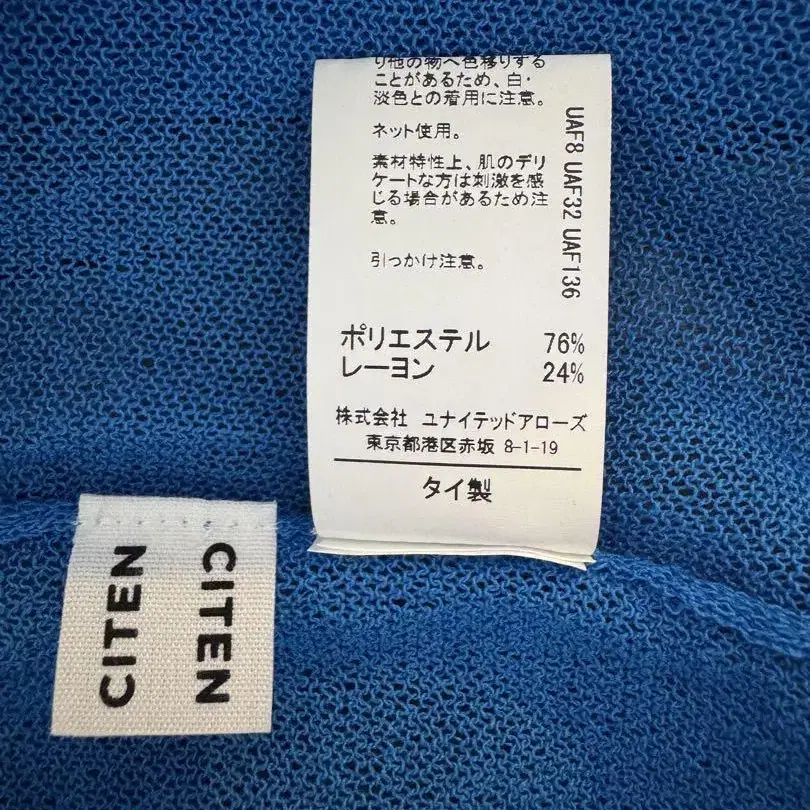 り他の物へ色移りする
ことがあるため、白・
淡色との着用に注意。
ネット使用。
素材特性上、肌のデリ
ケートな方は刺激を感
じる場合があるため注
意。
引っかけ注意。
UAF8 UAF32 UAF136
ポリエステル 76%
レーヨン 24%
株式会社 ユナイテッドアローズ
東京都港区赤坂 8-1-19
タイ製
CITEN
CITEN